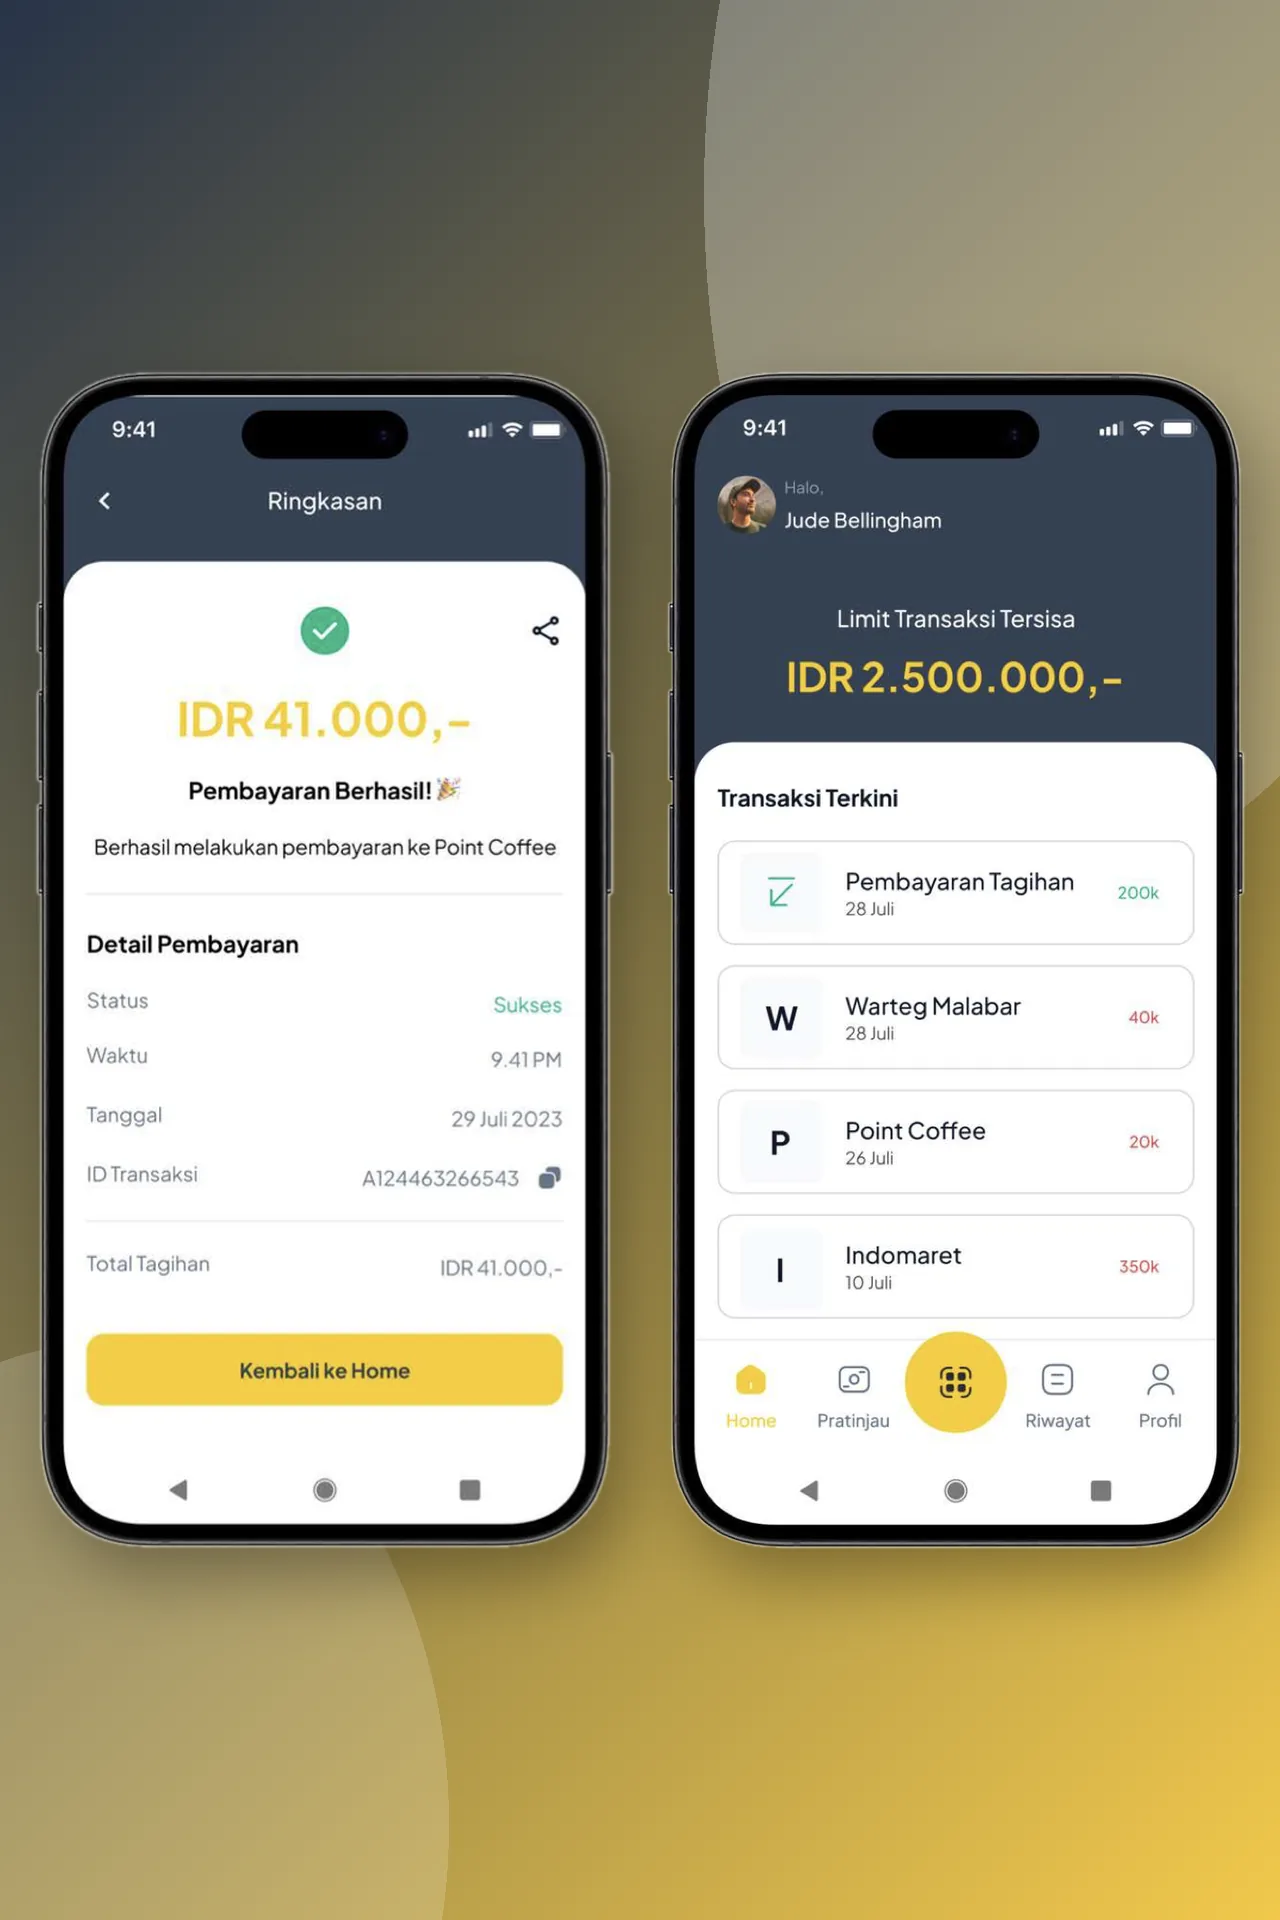 9:41
Ringkasan
IDR 41.000,-
Pembayaran Berhasil! 🎉
Berhasil melakukan pembayaran ke Point Coffee
Detail Pembayaran
Status Sukses
Waktu 9.41 PM
Tanggal 29 Juli 2023
ID Transaksi A124463266543
Total Tagihan IDR 41.000,-
Kembali ke Home
9:41
Halo,
Jude Bellingham
Limit Transaksi Tersisa
IDR 2.500.000,-
Transaksi Terkini
Pembayaran Tagihan 200k
28 Juli
W Warteg Malabar 40k
28 Juli
P Point Coffee 20k
26 Juli
I Indomaret 350k
10 Juli
Home Pratinjau Riwayat Profil